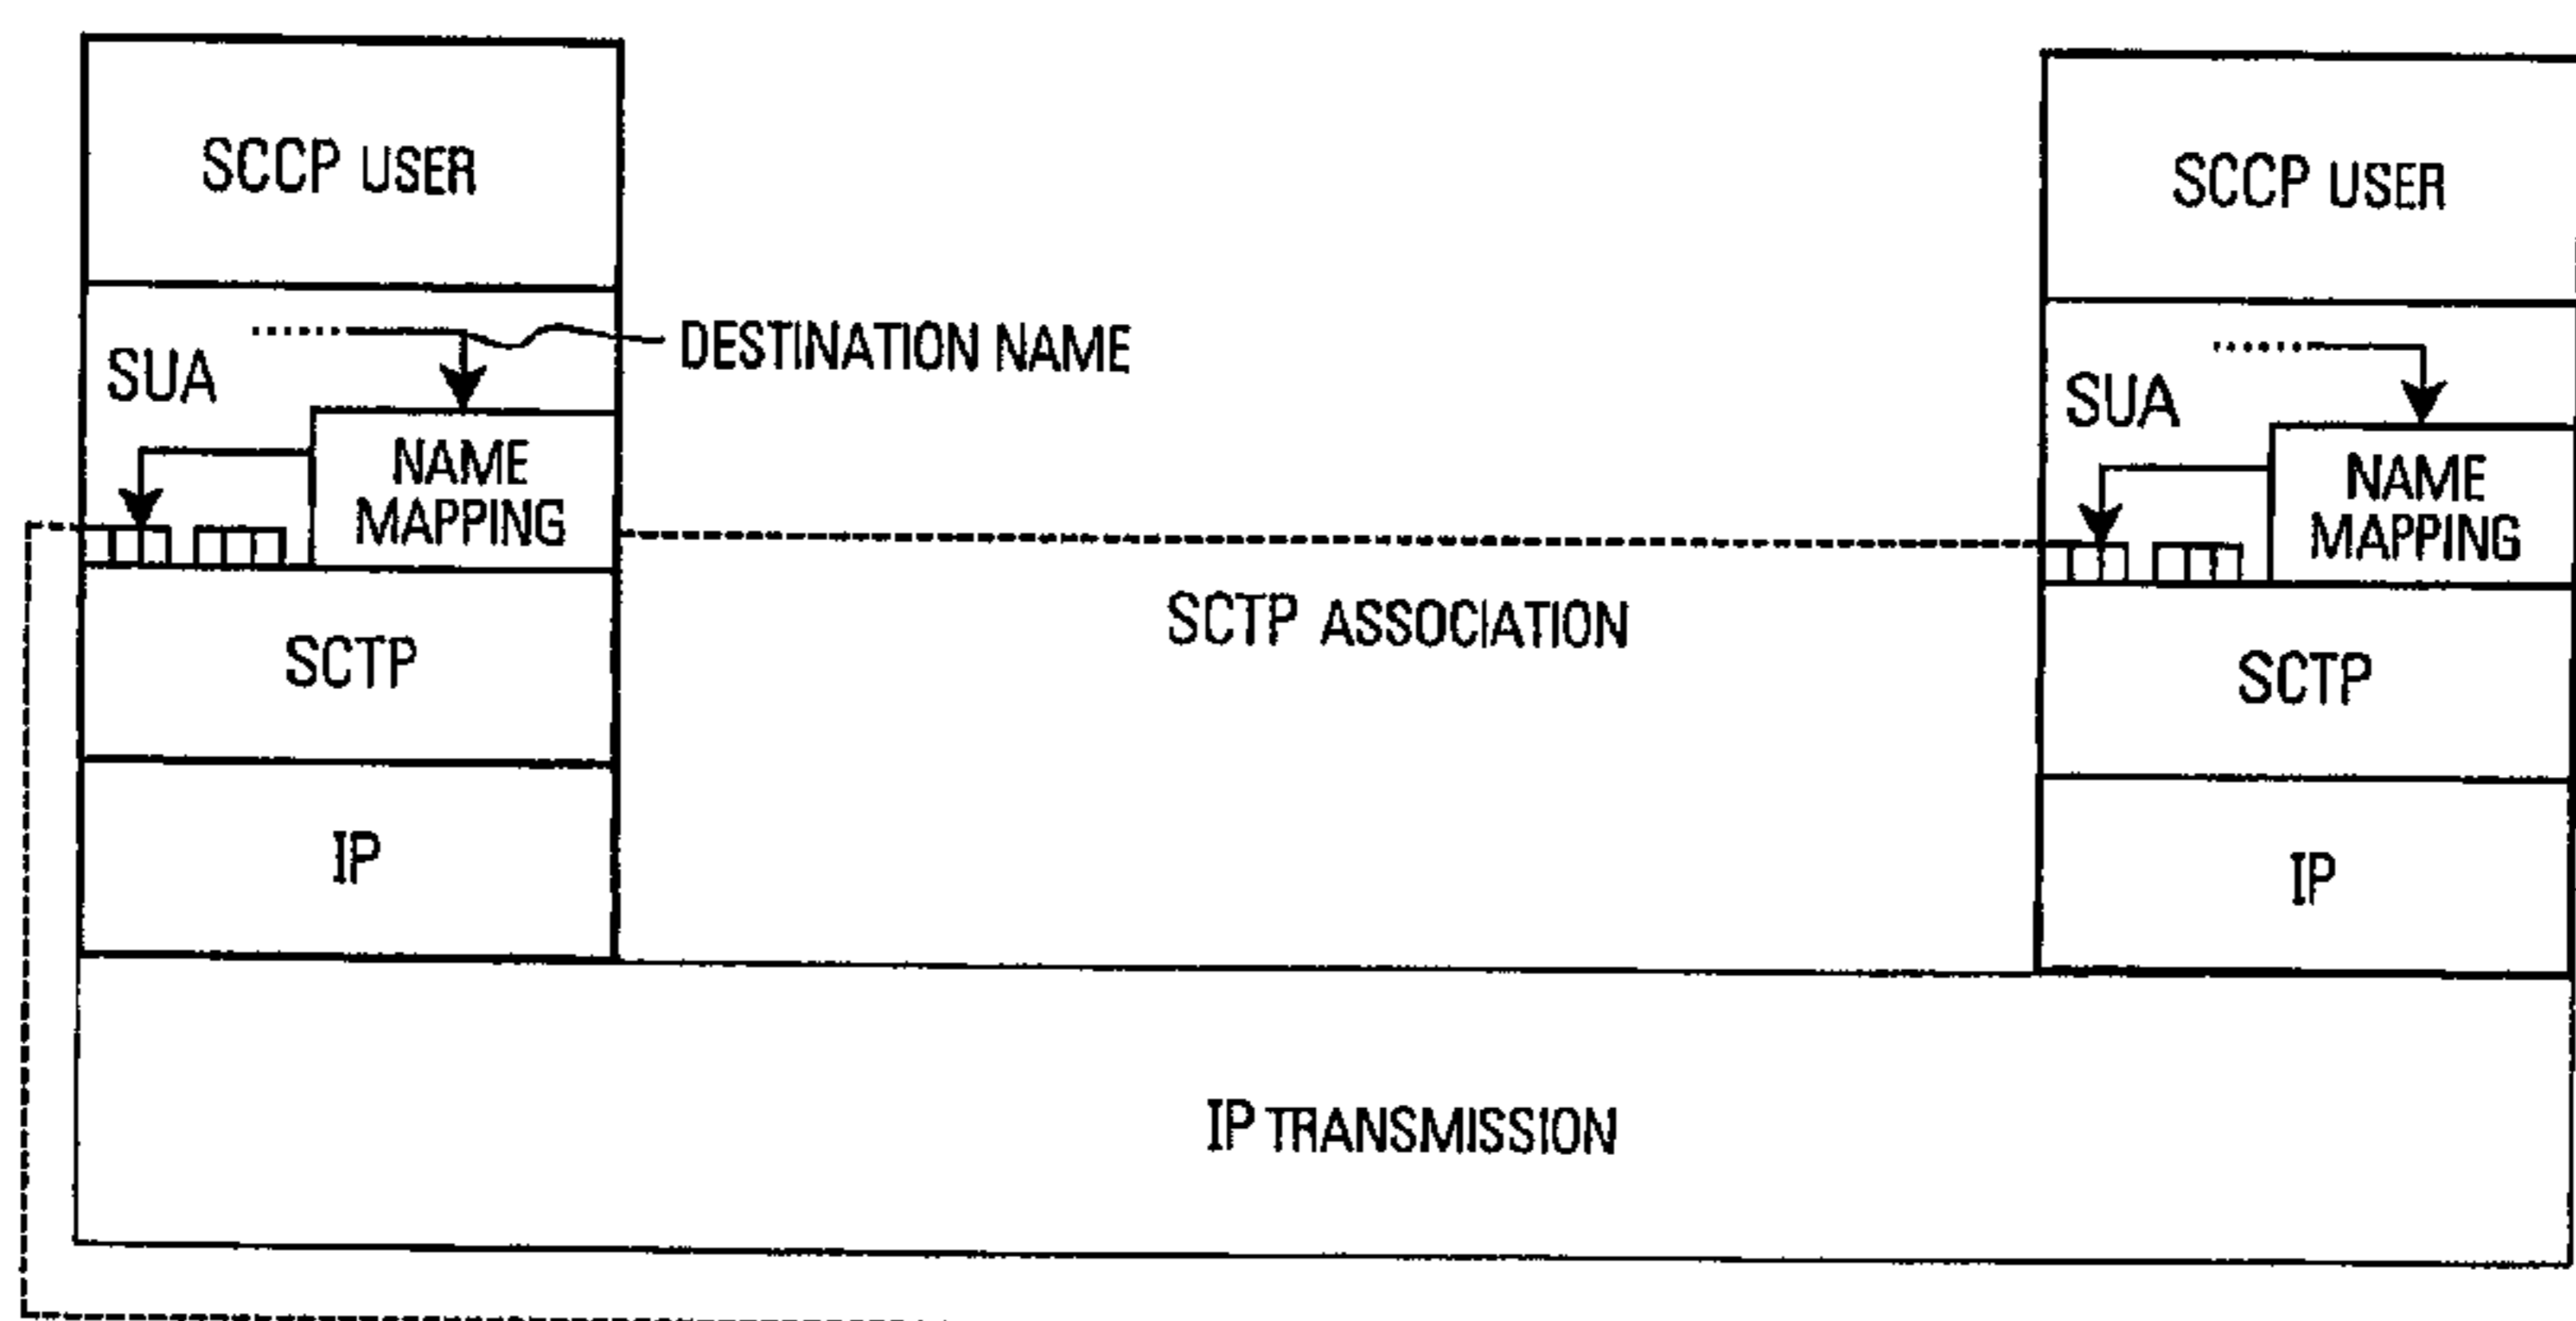 SCCP USER
SCCP USER
DESTINATION NAME
SUA
SUA
NAME
MAPPING
NAME
MAPPING
SCTP ASSOCIATION
SCTP
SCTP
IP
IP
IP TRANSMISSION